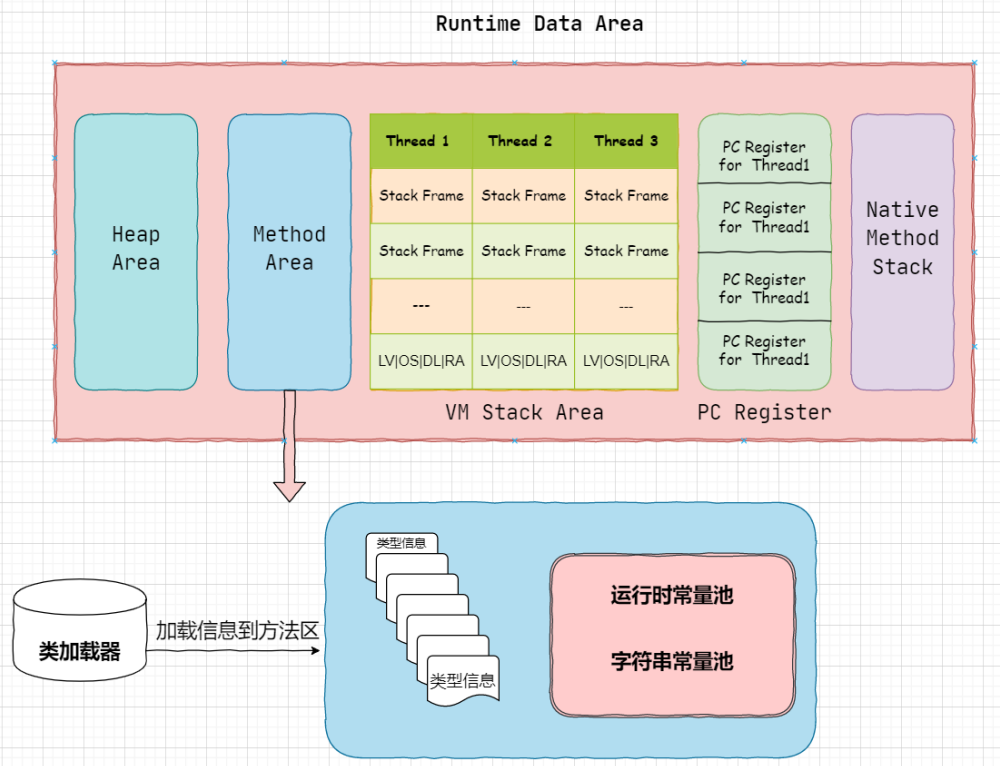 Runtime Data Area
Heap
Area
Method
Area
Thread 1 Thread 2 Thread 3
Stack Frame Stack Frame Stack Frame
Stack Frame Stack Frame Stack Frame
--- --- ---
LV|OS|DL|RA LV|OS|DL|RA LV|OS|DL|RA
VM Stack Area
PC Register
for Thread1
PC Register
for Thread1
PC Register
for Thread1
PC Register
for Thread1
PC Register
Native
Method
Stack
类加载器
加载信息到方法区
类型信息
类型信息
运行时常量池
字符串常量池